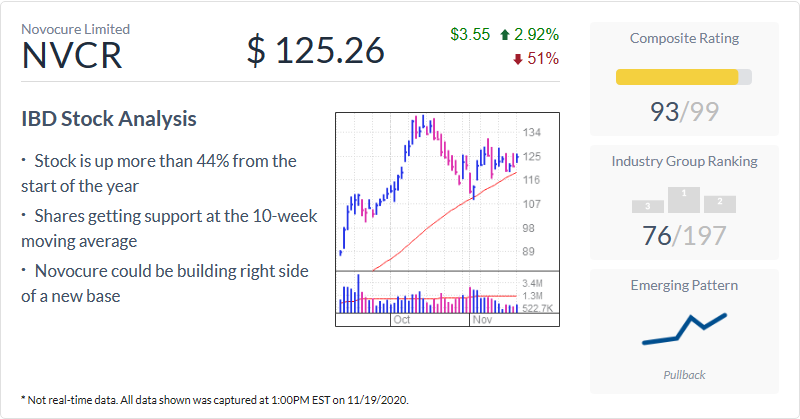 Novocure Limited
NVCR
$ 125.26
$3.55 2.92%
51%
IBD Stock Analysis
· Stock is up more than 44% from the
start of the year
· Shares getting support at the 10-week
moving average
· Novocure could be building right side
of a new base
134
125
116
107
98
89
3.4M
1.3M
522.7K
Oct
Nov
Composite Rating
93/99
Industry Group Ranking
3
1
2
76/197
Emerging Pattern
Pullback
* Not real-time data. All data shown was captured at 1:00PM EST on 11/19/2020.